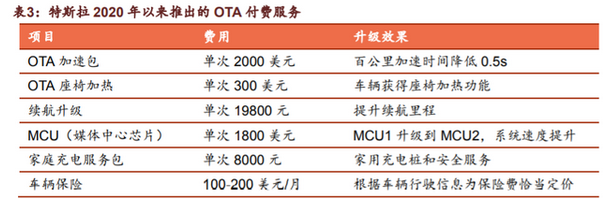 表3：特斯拉 2020 年以来推出的 OTA 付费服务
项目 费用 升级效果
OTA 加速包 单次 2000 美元 百公里加速时间降低 0.5s
OTA 座椅加热 单次 300 美元 车辆获得座椅加热功能
续航升级 单次 19800 元 提升续航里程
MCU（媒体中心芯片） 单次 1800 美元 MCU1 升级到 MCU2，系统速度提升
家庭充电服务包 单次 8000 元 家用充电桩和安全服务
车辆保险 100-200 美元/月 根据车辆行驶信息为保险费恰当定价